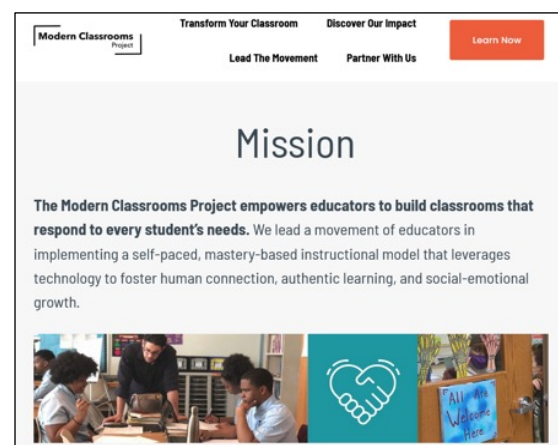 Modern Classrooms
Project
Transform Your Classroom
Discover Our Impact
Lead The Movement
Partner With Us
Learn Now
Mission
The Modern Classrooms Project empowers educators to build classrooms that
respond to every student’s needs. We lead a movement of educators in
implementing a self-paced, mastery-based instructional model that leverages
technology to foster human connection, authentic learning, and social-emotional
growth.
All Are
Welcome
Here